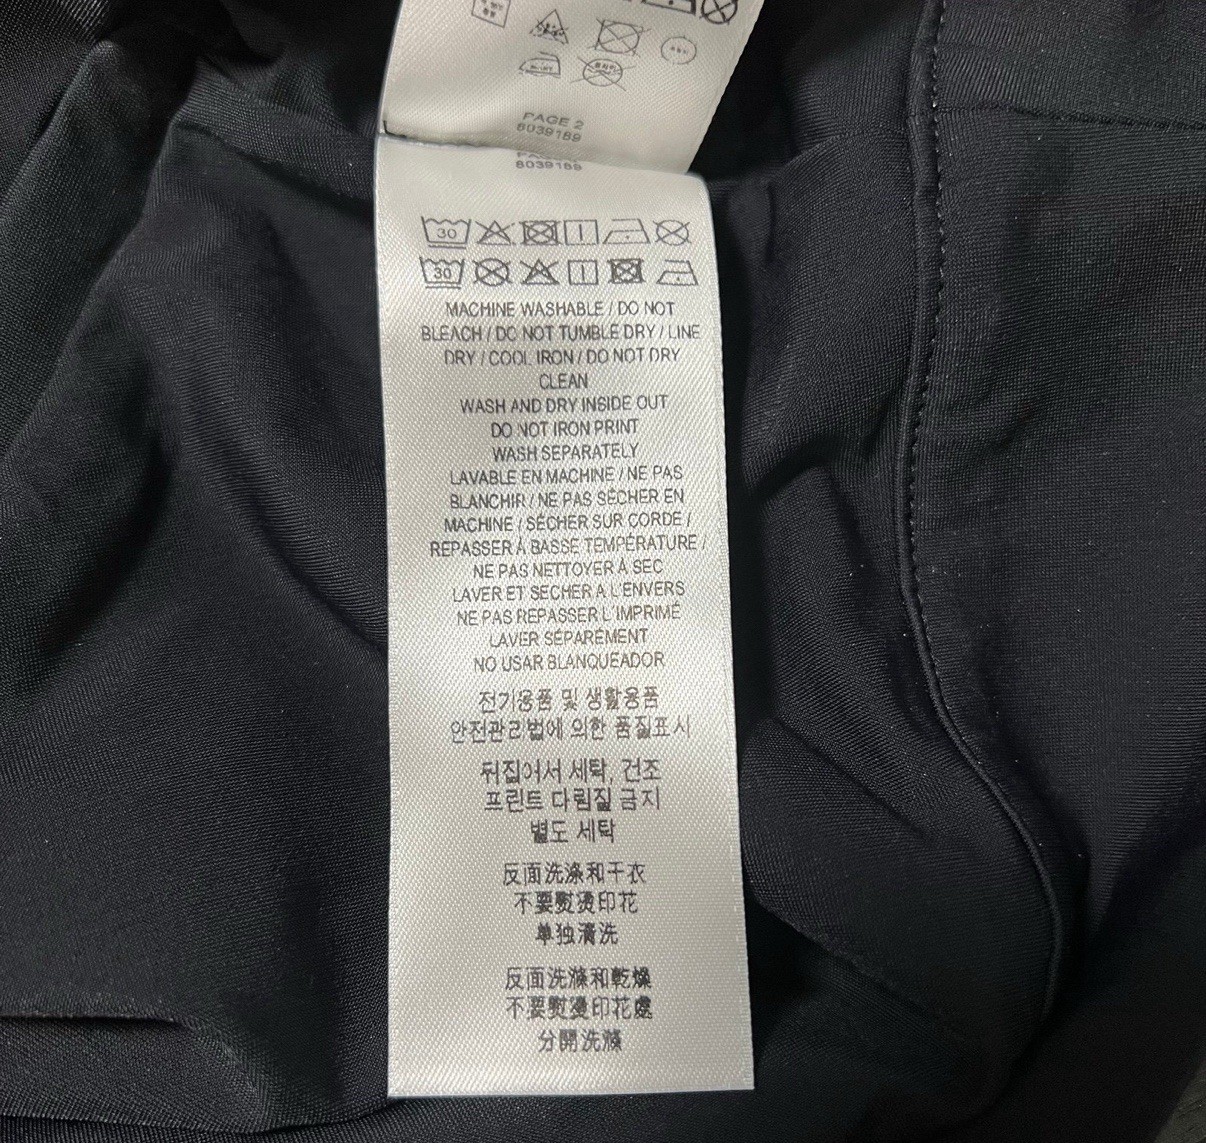 PAGE 2
8039189
8039189
30
30
MACHINE WASHABLE / DO NOT
BLEACH / DO NOT TUMBLE DRY / LINE
DRY / COOL IRON / DO NOT DRY
CLEAN
WASH AND DRY INSIDE OUT
DO NOT IRON PRINT
WASH SEPARATELY
LAVABLE EN MACHINE / NE PAS
BLANCHIR / NE PAS SÉCHER EN
MACHINE / SÉCHER SUR CORDE /
REPASSER À BASSE TEMPÉRATURE /
NE PAS NETTOYER À SEC
LAVER ET SECHER A L'ENVERS
NE PAS REPASSER L'IMPRIMÉ
LAVER SÉPARÉMENT
NO USAR BLANQUEADOR
전기용품 및 생활용품
안전관리법에 의한 품질표시
뒤집어서 세탁, 건조
프린트 다림질 금지
별도 세탁
反面洗涤和干衣
不要熨烫印花
单独清洗
反面洗滌和乾燥
不要熨燙印花處
分開洗滌